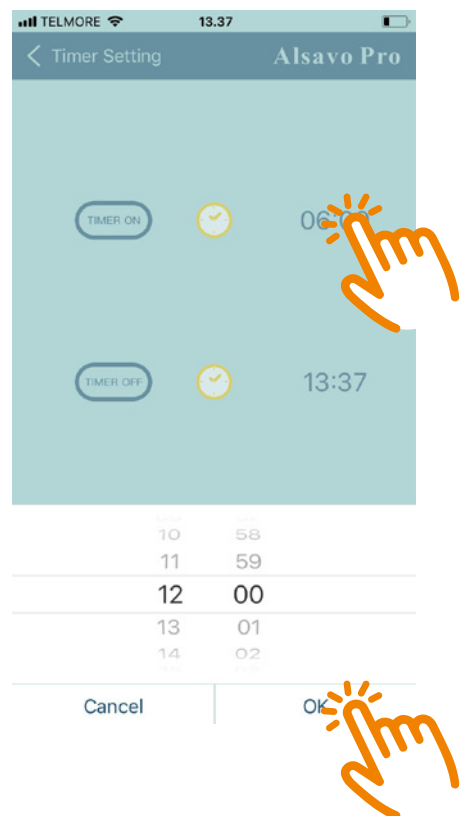 TELMORE 13.37
Timer Setting Alsavo Pro
TIMER ON
TIMER OFF 13:37
10 58
11 59
12 00
13 01
14 02
Cancel OK